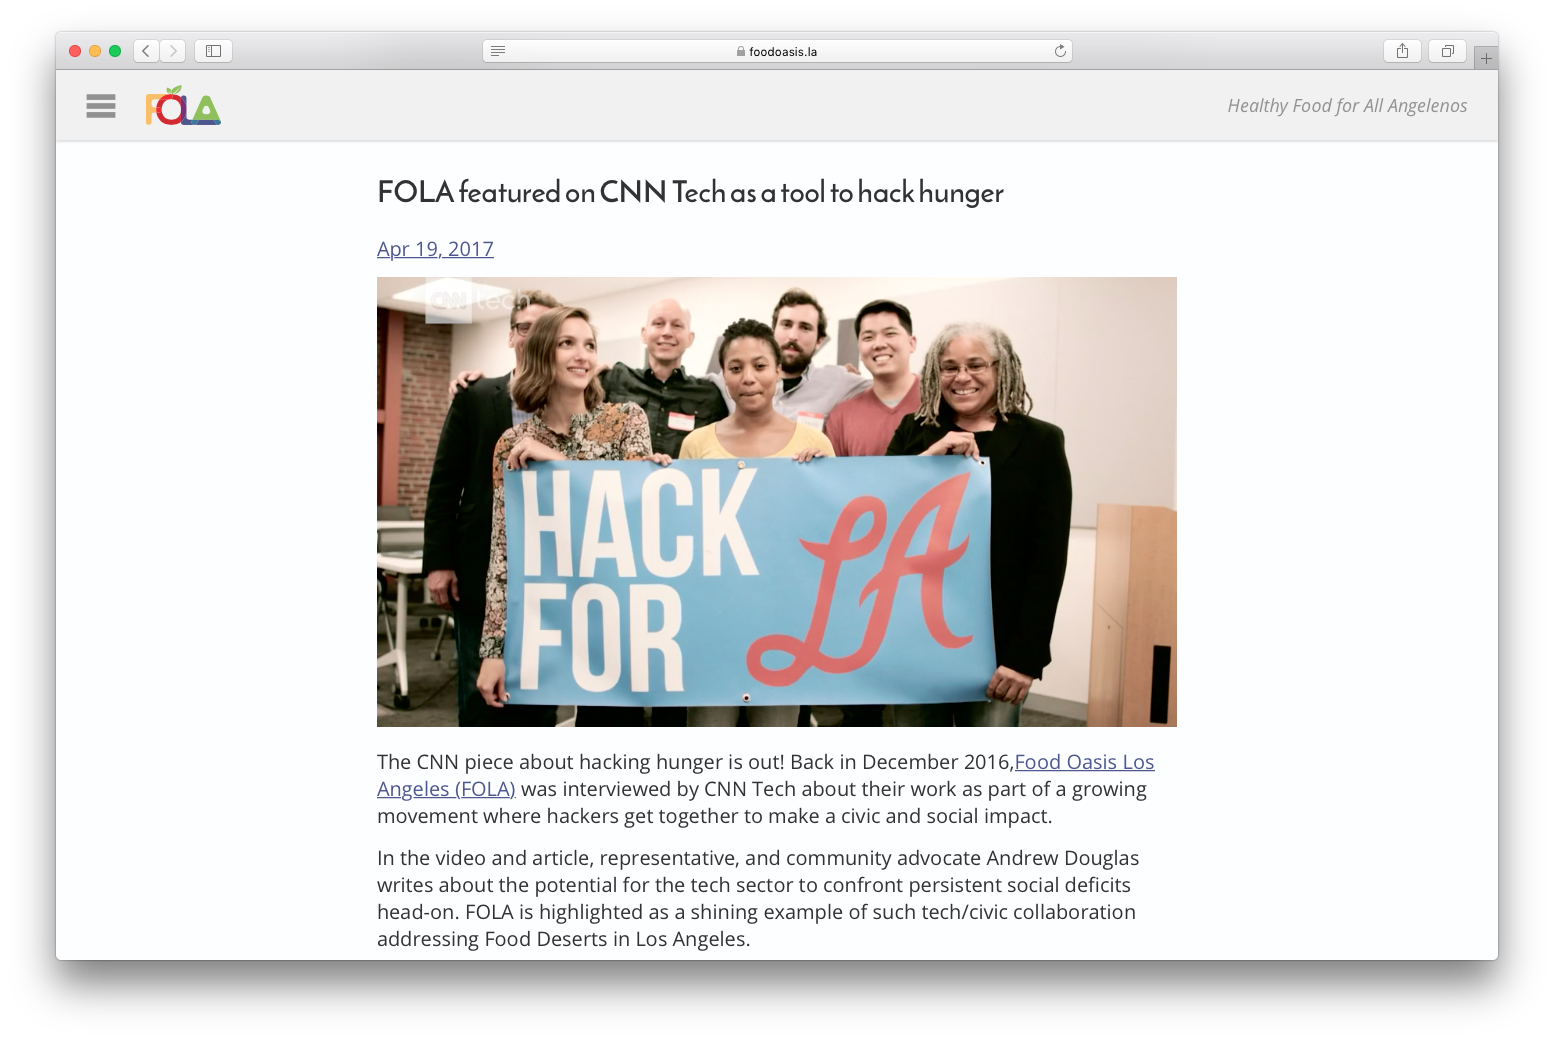 foodoasis.la
FOLA
Healthy Food for All Angelenos
FOLA featured on CNN Tech as a tool to hack hunger
Apr 19, 2017
CNN tech
HACK
FOR
LA
The CNN piece about hacking hunger is out! Back in December 2016,Food Oasis Los
Angeles (FOLA) was interviewed by CNN Tech about their work as part of a growing
movement where hackers get together to make a civic and social impact.
In the video and article, representative, and community advocate Andrew Douglas
writes about the potential for the tech sector to confront persistent social deficits
head-on. FOLA is highlighted as a shining example of such tech/civic collaboration
addressing Food Deserts in Los Angeles.